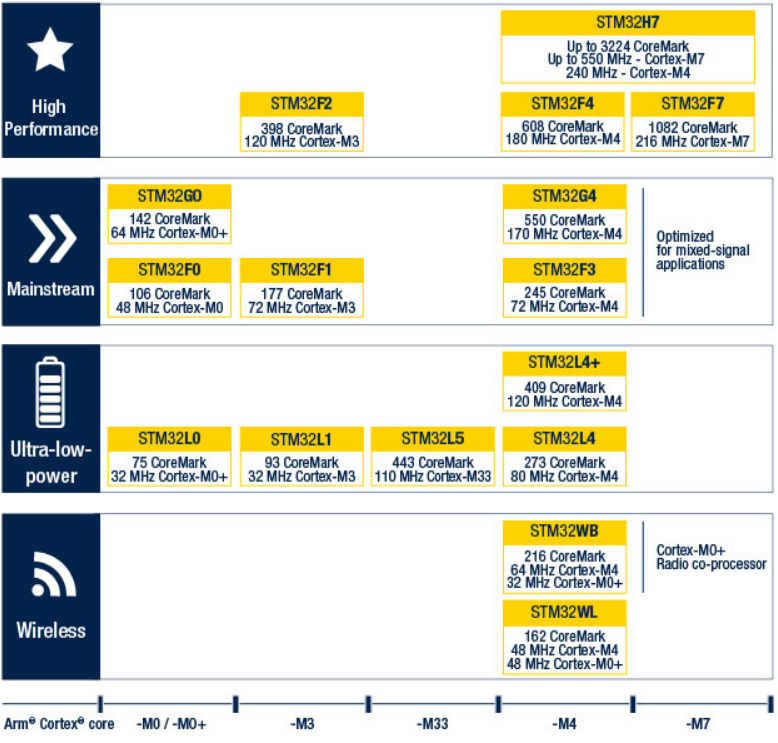 High
Performance
STM32H7
Up to 3224 CoreMark
Up to 550 MHz - Cortex-M7
240 MHz - Cortex-M4
STM32F2
398 CoreMark
120 MHz Cortex-M3
STM32F4
608 CoreMark
180 MHz Cortex-M4
STM32F7
1082 CoreMark
216 MHz Cortex-M7
Mainstream
STM32G0
142 CoreMark
64 MHz Cortex-M0+
STM32G4
550 CoreMark
170 MHz Cortex-M4
Optimized
for mixed-signal
applications
STM32F0
106 CoreMark
48 MHz Cortex-M0
STM32F1
177 CoreMark
72 MHz Cortex-M3
STM32F3
245 CoreMark
72 MHz Cortex-M4
Ultra-low-
power
STM32L4+
409 CoreMark
120 MHz Cortex-M4
STM32L0
75 CoreMark
32 MHz Cortex-M0+
STM32L1
93 CoreMark
32 MHz Cortex-M3
STM32L5
443 CoreMark
110 MHz Cortex-M33
STM32L4
273 CoreMark
80 MHz Cortex-M4
Wireless
STM32WB
216 CoreMark
64 MHz Cortex-M4
32 MHz Cortex-M0+
Cortex-M0+
Radio co-processor
STM32WL
162 CoreMark
48 MHz Cortex-M4
48 MHz Cortex-M0+
Arm® Cortex® core
-M0 / -M0+
-M3
-M33
-M4
-M7